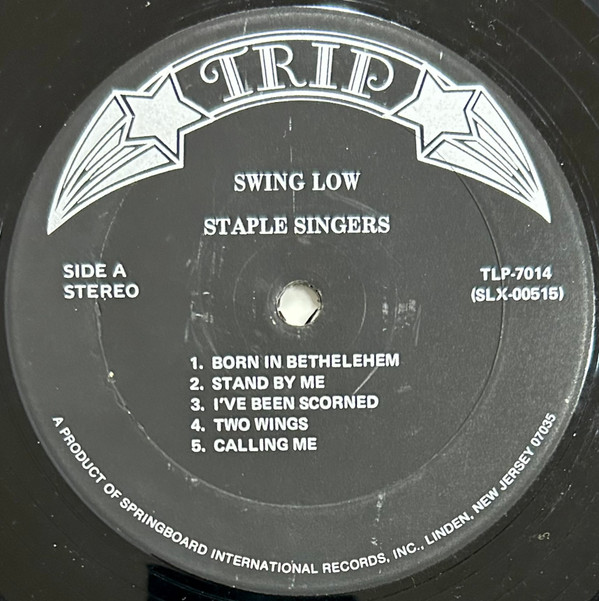 TRIP
SWING LOW
STAPLE SINGERS
SIDE A
STEREO
TLP-7014
(SLX-00515)
1. BORN IN BETHELEHEM
2. STAND BY ME
3. I'VE BEEN SCORNED
4. TWO WINGS
5. CALLING ME
A PRODUCT OF SPRINGBOARD INTERNATIONAL RECORDS, INC., LINDEN, NEW JERSEY 07035